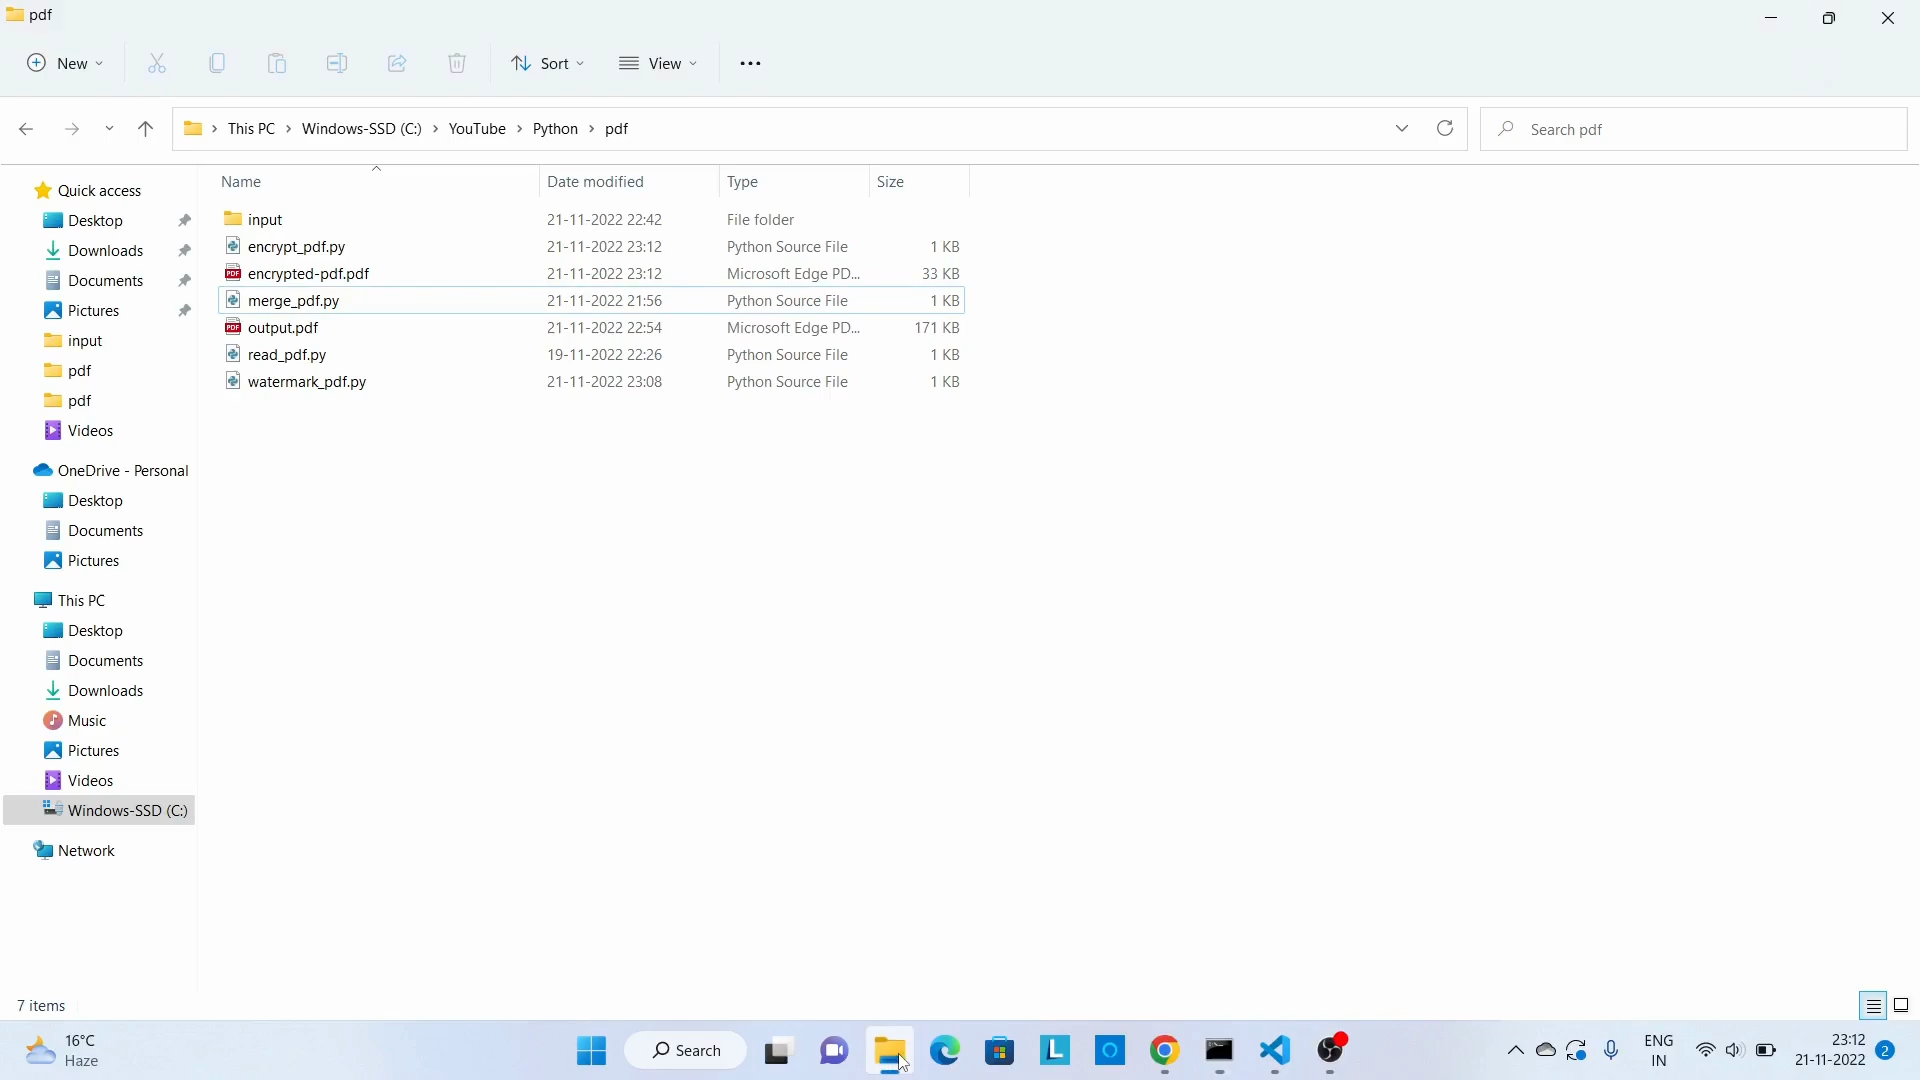 pdf
New
Sort
View
This PC > Windows-SSD (C:) > YouTube > Python > pdf
Search pdf
Name Date modified Type Size
input 21-11-2022 22:42 File folder
encrypt_pdf.py 21-11-2022 23:12 Python Source File 1 KB
encrypted-pdf.pdf 21-11-2022 23:12 Microsoft Edge PD... 33 KB
merge_pdf.py 21-11-2022 21:56 Python Source File 1 KB
output.pdf 21-11-2022 22:54 Microsoft Edge PD... 171 KB
read_pdf.py 19-11-2022 22:26 Python Source File 1 KB
watermark_pdf.py 21-11-2022 23:08 Python Source File 1 KB
Quick access
Desktop
Downloads
Documents
Pictures
input
pdf
pdf
Videos
OneDrive - Personal
Desktop
Documents
Pictures
This PC
Desktop
Documents
Downloads
Music
Pictures
Videos
Windows-SSD (C:)
Network
7 items
16°C
Haze
Search
ENG
IN
23:12
21-11-2022
2